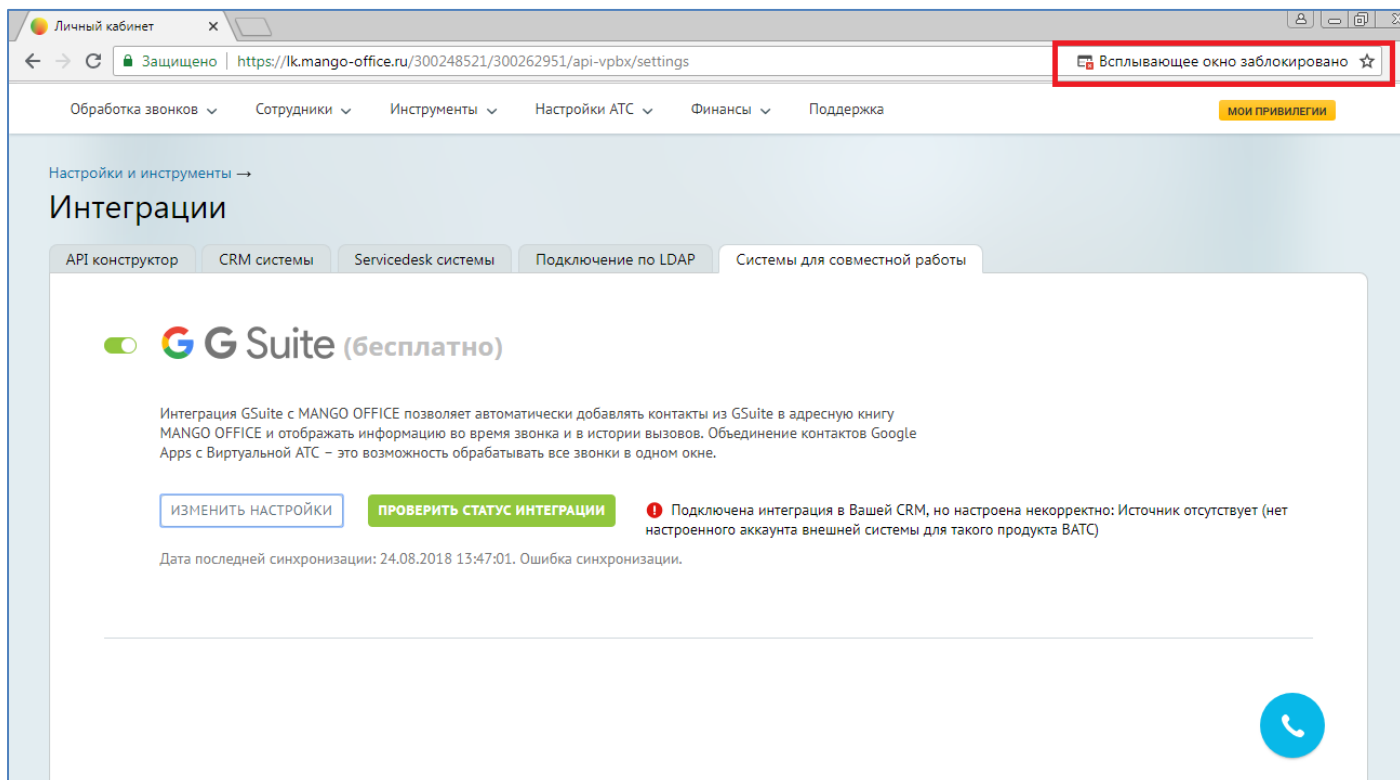 Личный кабинет
Защищено | https://lk.mango-office.ru/300248521/300262951/api-vpbx/settings
Всплывающее окно заблокировано
Обработка звонков Сотрудники Инструменты Настройки АТС Финансы Поддержка
МОИ ПРИВИЛЕГИИ
Настройки и инструменты →
Интеграции
API конструктор CRM системы Servicedesk системы Подключение по LDAP Системы для совместной работы
G G Suite (бесплатно)
Интеграция GSuite с MANGO OFFICE позволяет автоматически добавлять контакты из GSuite в адресную книгу
MANGO OFFICE и отображать информацию во время звонка и в истории вызовов. Объединение контактов Google
Apps с Виртуальной АТС – это возможность обрабатывать все звонки в одном окне.
ИЗМЕНИТЬ НАСТРОЙКИ
ПРОВЕРИТЬ СТАТУС ИНТЕГРАЦИИ
Подключена интеграция в Вашей CRM, но настроена некорректно: Источник отсутствует (нет
настроенного аккаунта внешней системы для такого продукта ВАТС)
Дата последней синхронизации: 24.08.2018 13:47:01. Ошибка синхронизации.